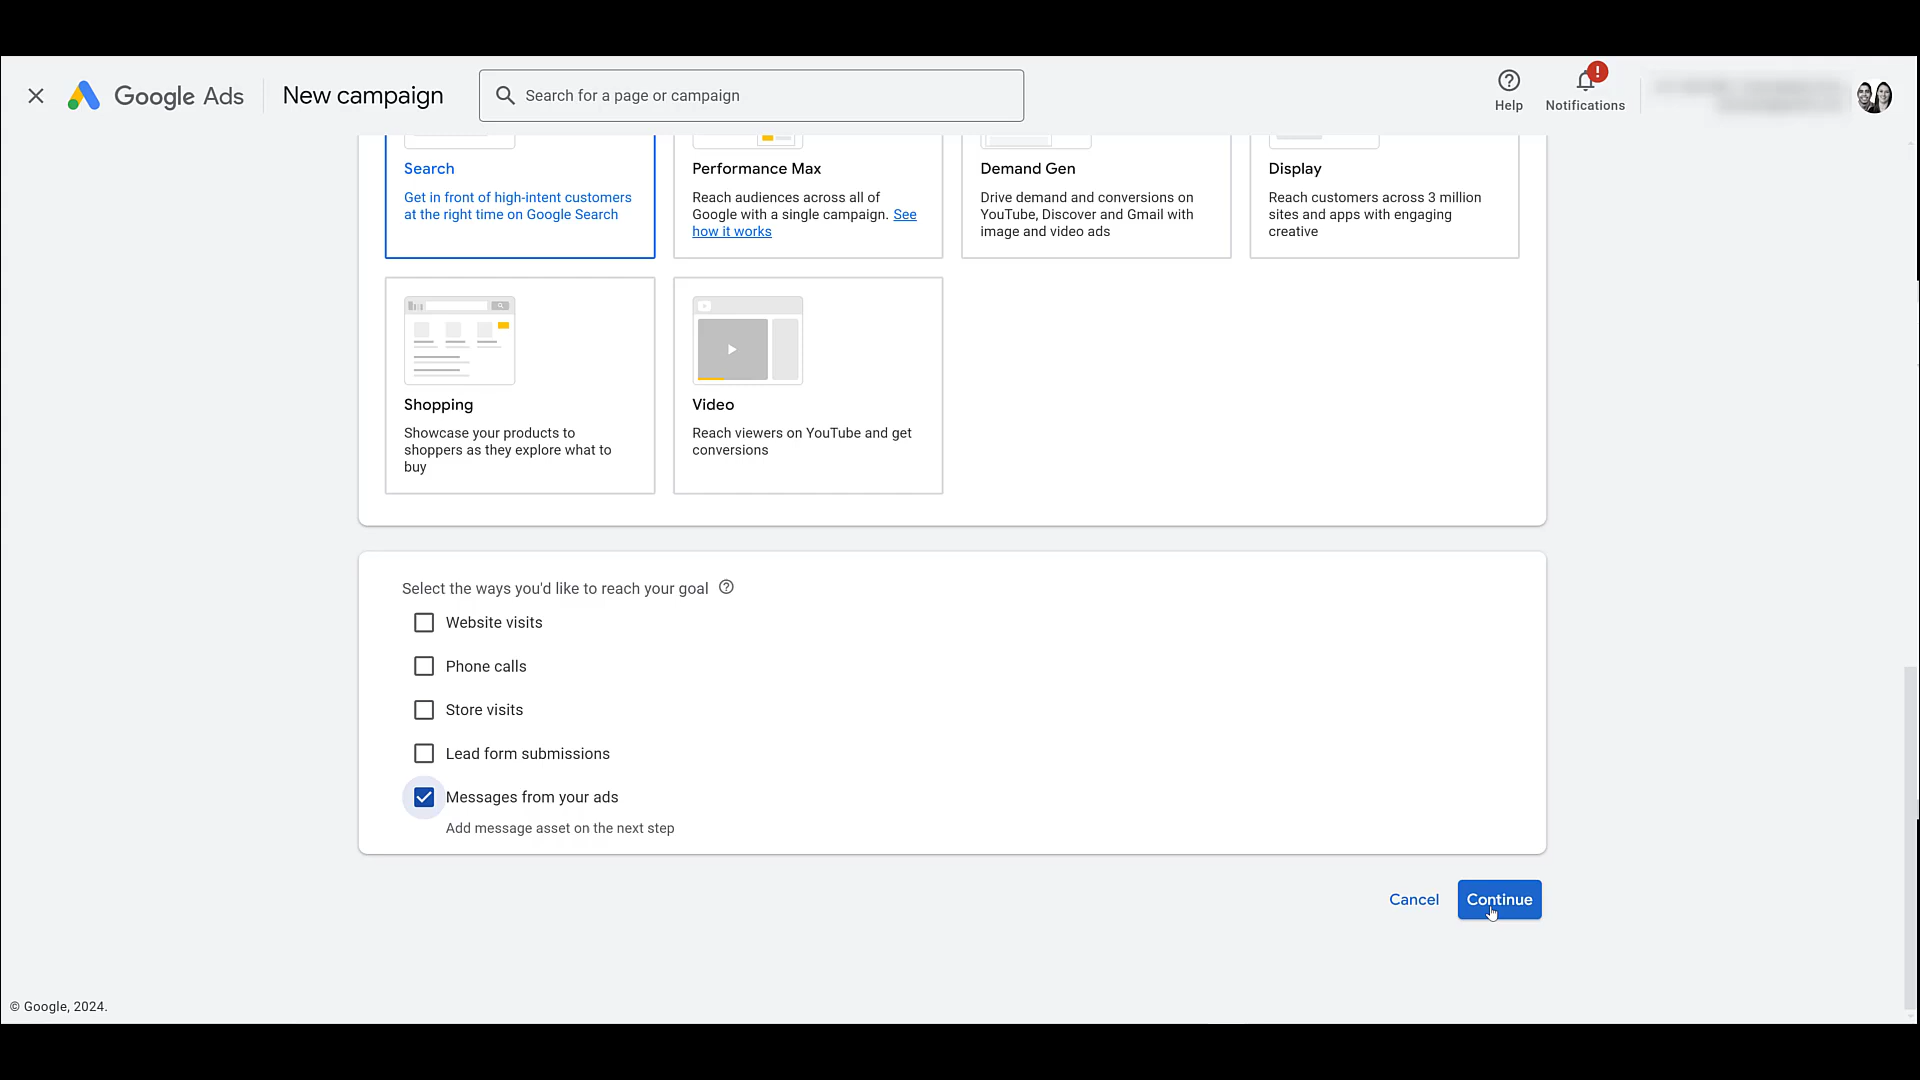 Google Ads
New campaign
Search for a page or campaign
Help
!
Notifications
Search
Get in front of high-intent customers
at the right time on Google Search
Performance Max
Reach audiences across all of
Google with a single campaign. See
how it works
Demand Gen
Drive demand and conversions on
YouTube, Discover and Gmail with
image and video ads
Display
Reach customers across 3 million
sites and apps with engaging
creative
Shopping
Showcase your products to
shoppers as they explore what to
buy
Video
Reach viewers on YouTube and get
conversions
Select the ways you'd like to reach your goal
Website visits
Phone calls
Store visits
Lead form submissions
Messages from your ads
Add message asset on the next step
Cancel
Continue
© Google, 2024.